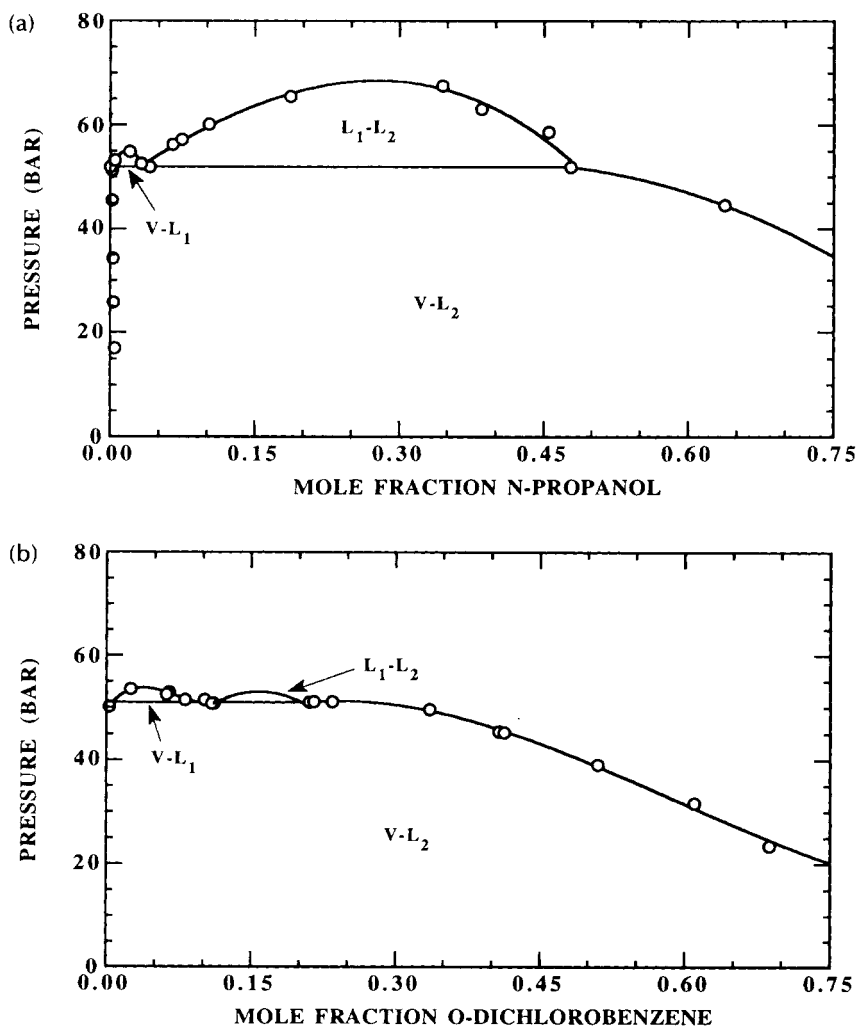 (a)
80
60
40
20
0
PRESSURE (BAR)
L1-L2
V-L1
V-L2
0.00 0.15 0.30 0.45 0.60 0.75
MOLE FRACTION N-PROPANOL
(b)
80
60
40
20
0
PRESSURE (BAR)
L1-L2
V-L1
V-L2
0.00 0.15 0.30 0.45 0.60 0.75
MOLE FRACTION O-DICHLOROBENZENE